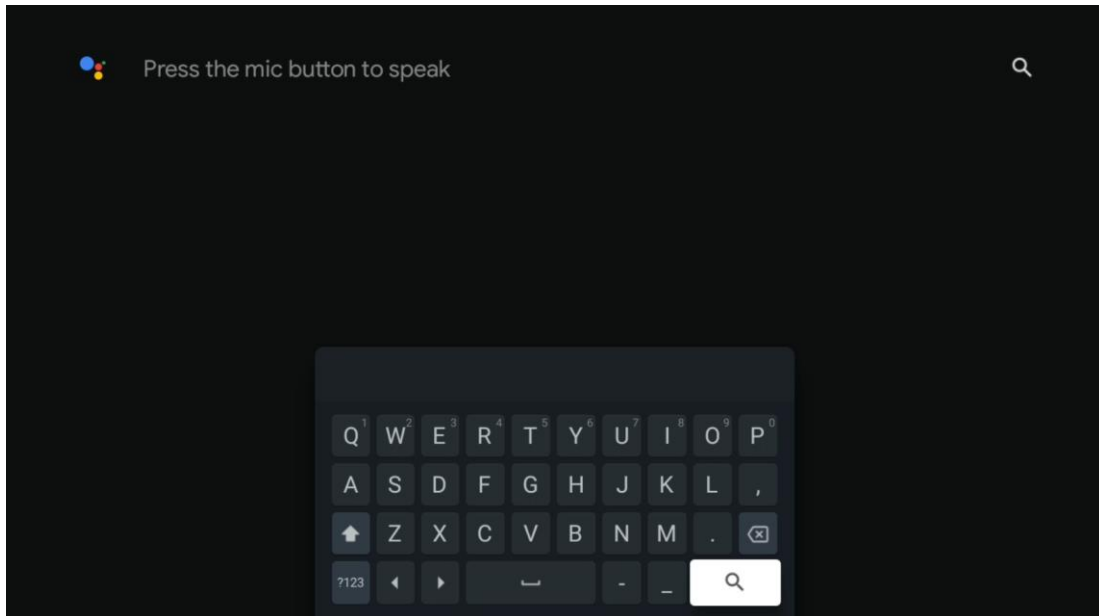 Press the mic button to speak
Q1 W2 E3 R4 T5 Y6 U7 I8 O9 P0
A S D F G H J K L ,
Z X C V B N M .
?123 - _